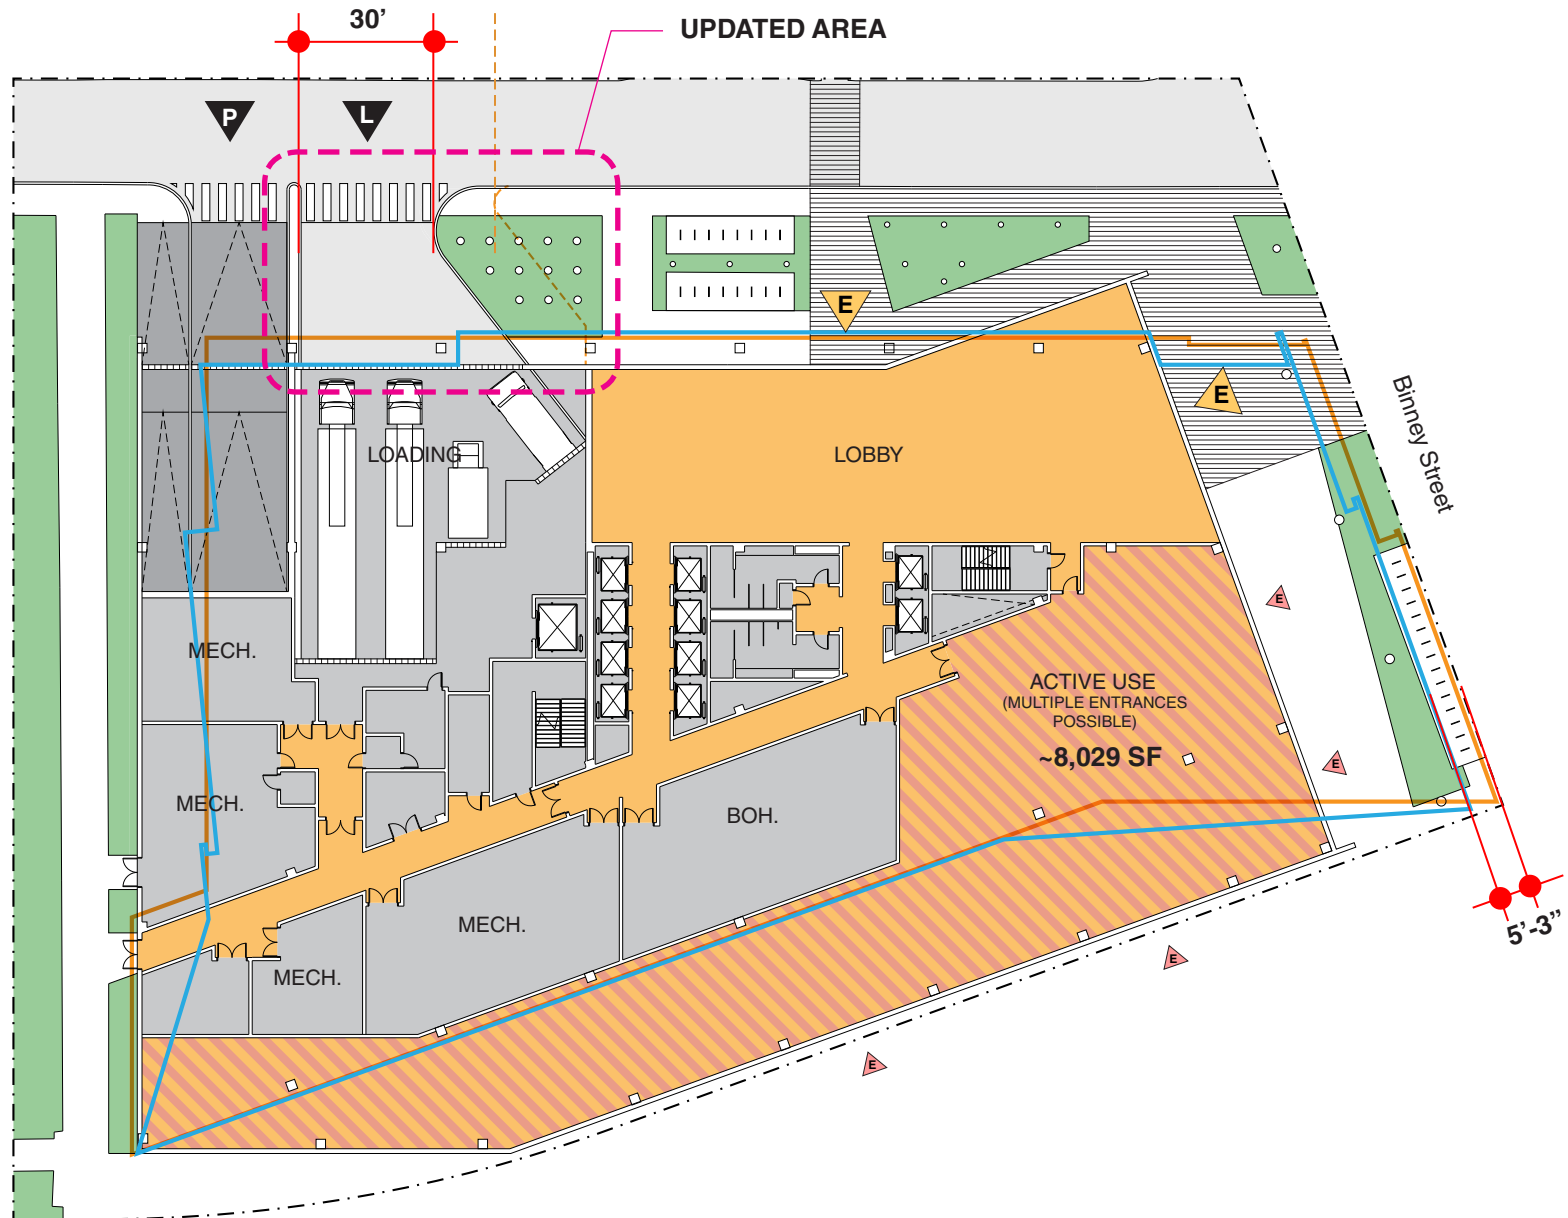 30’
UPDATED AREA
P
L
E
E
Binney Street
LOADING
LOBBY
E
MECH.
ACTIVE USE
(MULTIPLE ENTRANCES
POSSIBLE)
~8,029 SF
E
MECH.
BOH.
MECH.
5’-3”
E
MECH.
E